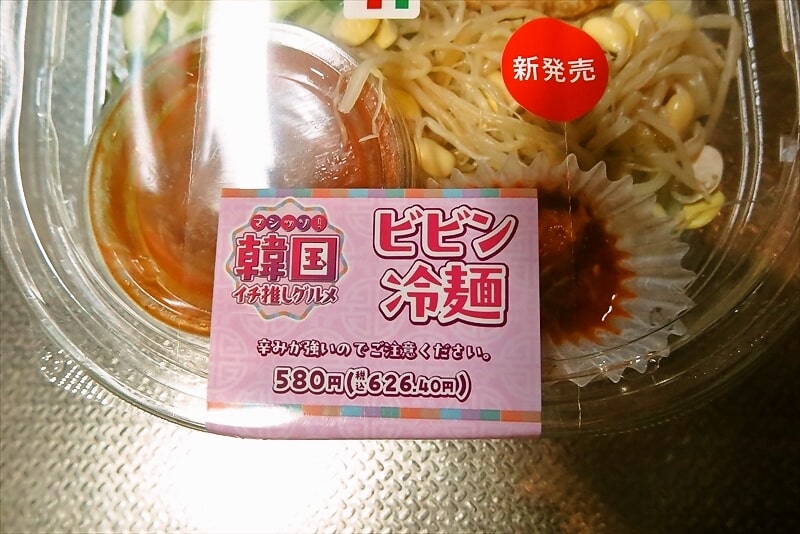 新発売
マシッソ!
韓国
イチ推しグルメ
ビビン
冷麺
辛みが強いのでご注意ください。
580円(税込626.40円)